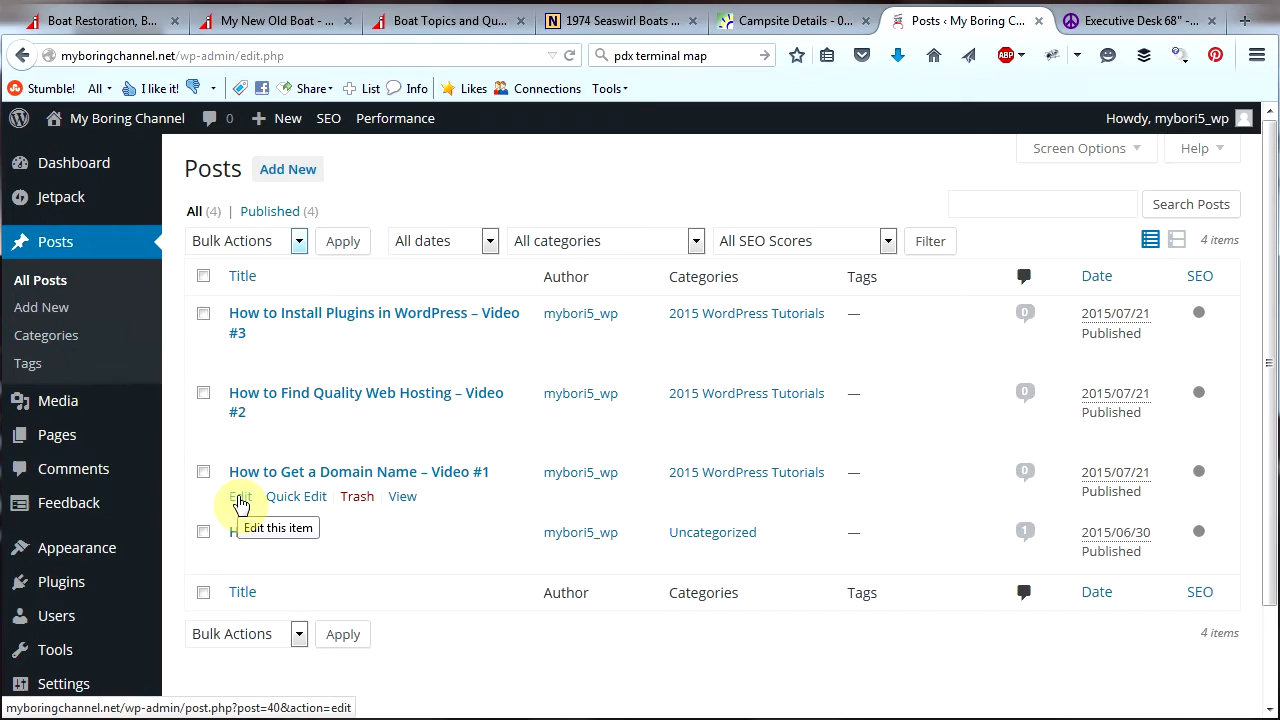 Boat Restoration, B...
My New Old Boat - ...
Boat Topics and Qu...
1974 Seaswirl Boats ...
Campsite Details - 0...
Posts ‹ My Boring C...
Executive Desk 68" -...
myboringchannel.net/wp-admin/edit.php
pdx terminal map
ABP
Stumble!
All
I like it!
Share
List
Info
Likes
Connections
Tools
My Boring Channel
0
New
SEO
Performance
Howdy, mybori5_wp
Dashboard
Jetpack
Posts
All Posts
Add New
Categories
Tags
Media
Pages
Comments
Feedback
Appearance
Plugins
Users
Tools
Settings
Posts
Add New
Screen Options
Help
All (4) | Published (4)
Search Posts
Bulk Actions
Apply
All dates
All categories
All SEO Scores
Filter
4 items
Title
Author
Categories
Tags
Date
SEO
How to Install Plugins in WordPress – Video
#3
mybori5_wp
2015 WordPress Tutorials
—
0
2015/07/21
Published
How to Find Quality Web Hosting – Video
#2
mybori5_wp
2015 WordPress Tutorials
—
0
2015/07/21
Published
How to Get a Domain Name – Video #1
mybori5_wp
2015 WordPress Tutorials
—
0
2015/07/21
Published
Edit | Quick Edit | Trash | View
Edit this item
mybori5_wp
Uncategorized
—
1
2015/06/30
Published
Title
Author
Categories
Tags
Date
SEO
Bulk Actions
Apply
4 items
myboringchannel.net/wp-admin/post.php?post=40&action=edit